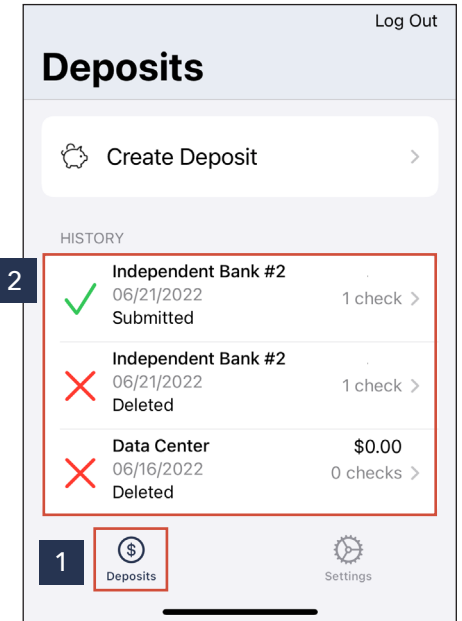 Log Out
Deposits
Create Deposit
HISTORY
2
Independent Bank #2
06/21/2022
1 check
Submitted
Independent Bank #2
06/21/2022
1 check
Deleted
Data Center
$0.00
06/16/2022
0 checks
Deleted
1
$
Deposits
Settings